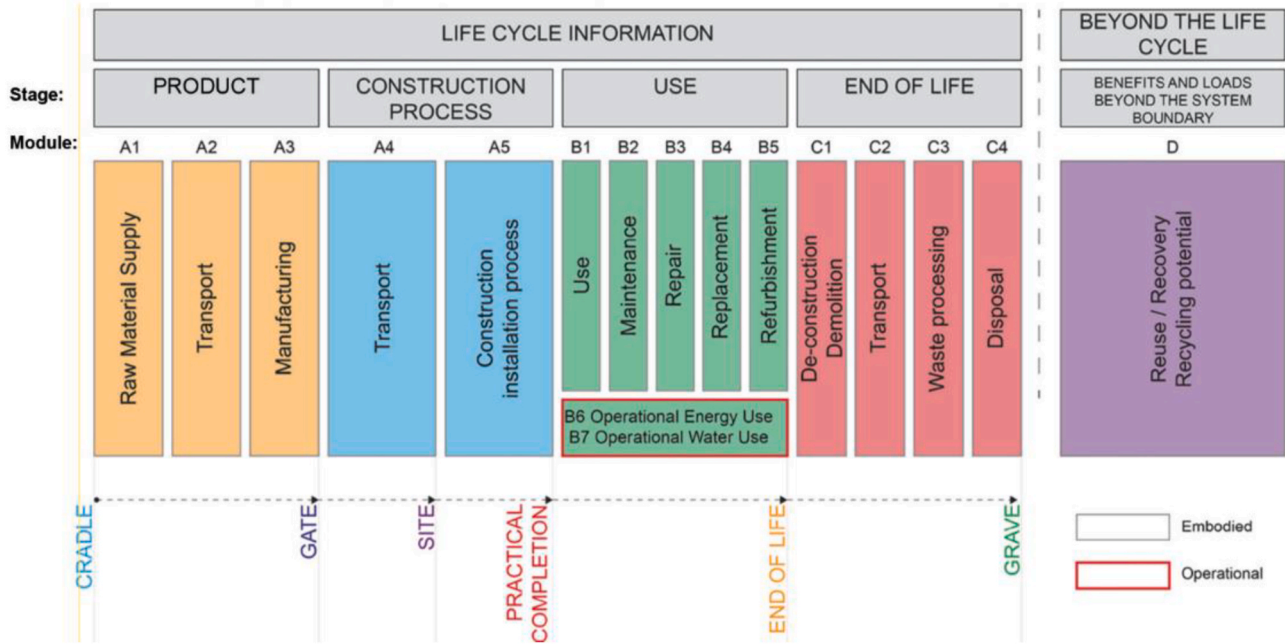 LIFE CYCLE INFORMATION
BEYOND THE LIFE
CYCLE
Stage:
PRODUCT
CONSTRUCTION
PROCESS
USE
END OF LIFE
BENEFITS AND LOADS
BEYOND THE SYSTEM
BOUNDARY
Module:
A1
A2
A3
A4
A5
B1
B2
B3
B4
B5
C1
C2
C3
C4
D
Raw Material Supply
Transport
Manufacturing
Transport
Construction
installation process
Use
Maintenance
Repair
Replacement
Refurbishment
B6 Operational Energy Use
B7 Operational Water Use
De-construction
Demolition
Transport
Waste processing
Disposal
Reuse / Recovery
Recycling potential
CRADLE
GATE
SITE
PRACTICAL
COMPLETION
END OF LIFE
GRAVE
Embodied
Operational